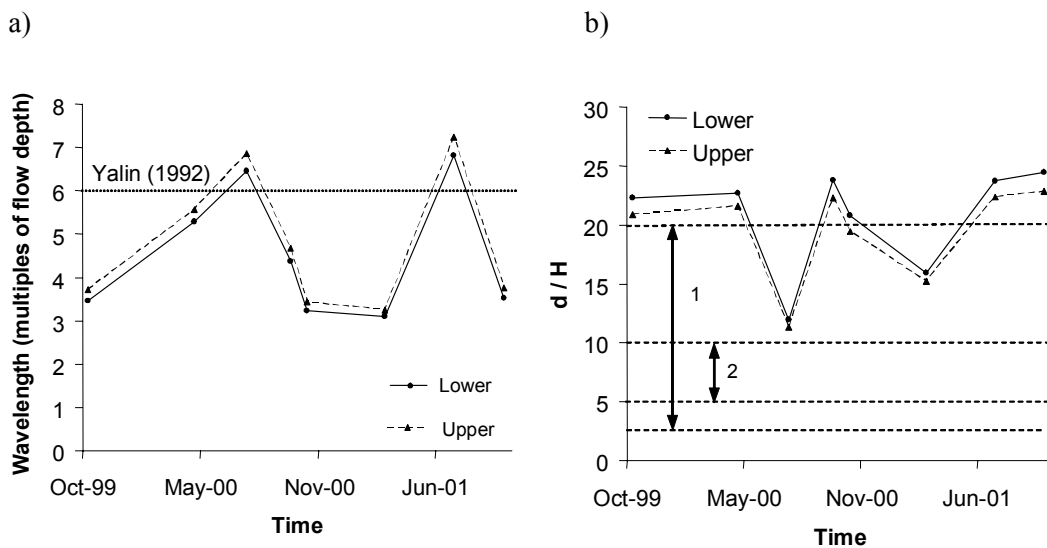 a)
Wavelength (multiples of flow depth)
8
7
6
5
4
3
2
1
0
Yalin (1992)
Lower
Upper
Oct-99 May-00 Nov-00 Jun-01
Time
b)
d / H
30
25
20
15
10
5
0
Lower
Upper
1
2
Oct-99 May-00 Nov-00 Jun-01
Time